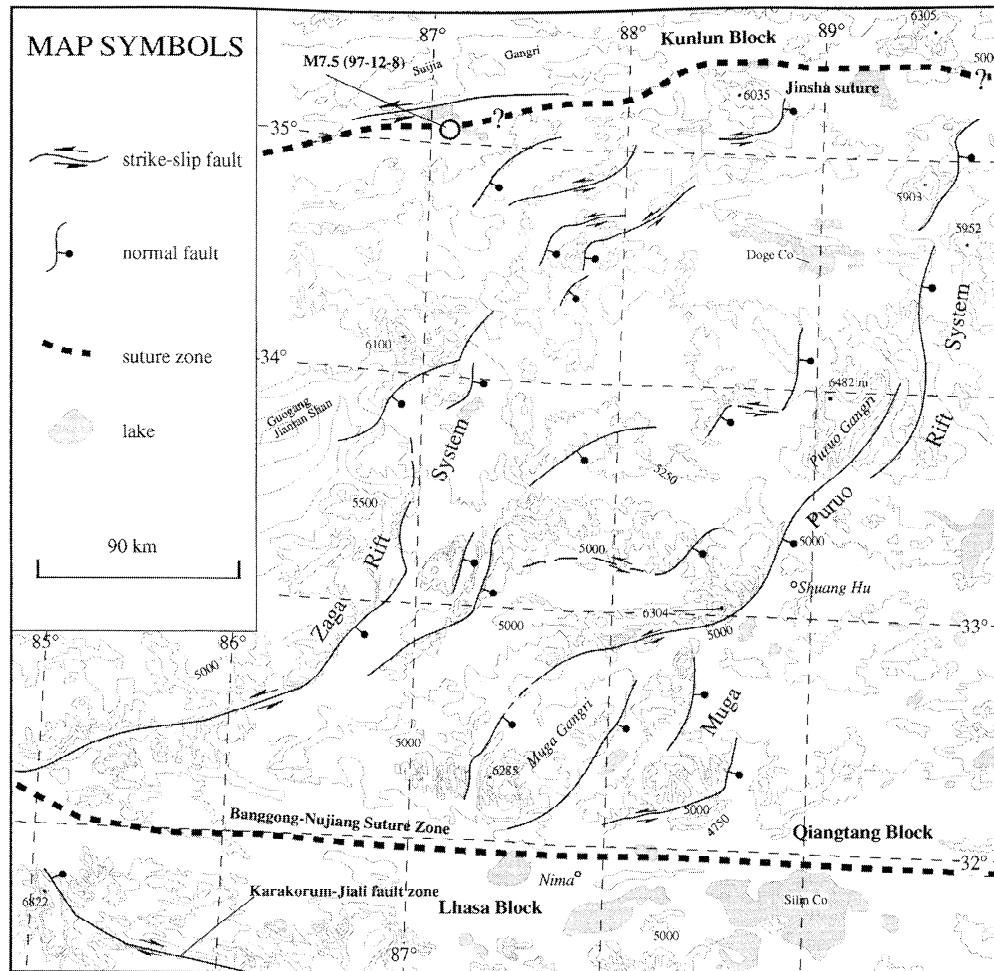 MAP SYMBOLS
strike-slip fault
normal fault
suture zone
lake
90 km
87°
88°
89°
6305
Kunlun Block
5000
M7.5 (97-12-8)
Suijia
Gangri
?
35°
?
6035
Jinsha suture
5903
5952
Doge Co
System
6100
34°
6482 m
Guogang
Jiantan Shan
System
Puruo Gangri
Rift
5250
5500
Puruo
Rift
5000
5000
Shuang Hu
6304
Zaga
5000
5000
33°
85°
86°
5000
Muga
Muga Gangri
5000
6285
5000
4750
Banggong-Nujiang Suture Zone
Qiangtang Block
32°
Nima
Karakorum-Jiali fault zone
6822
Lhasa Block
Silin Co
5000
87°